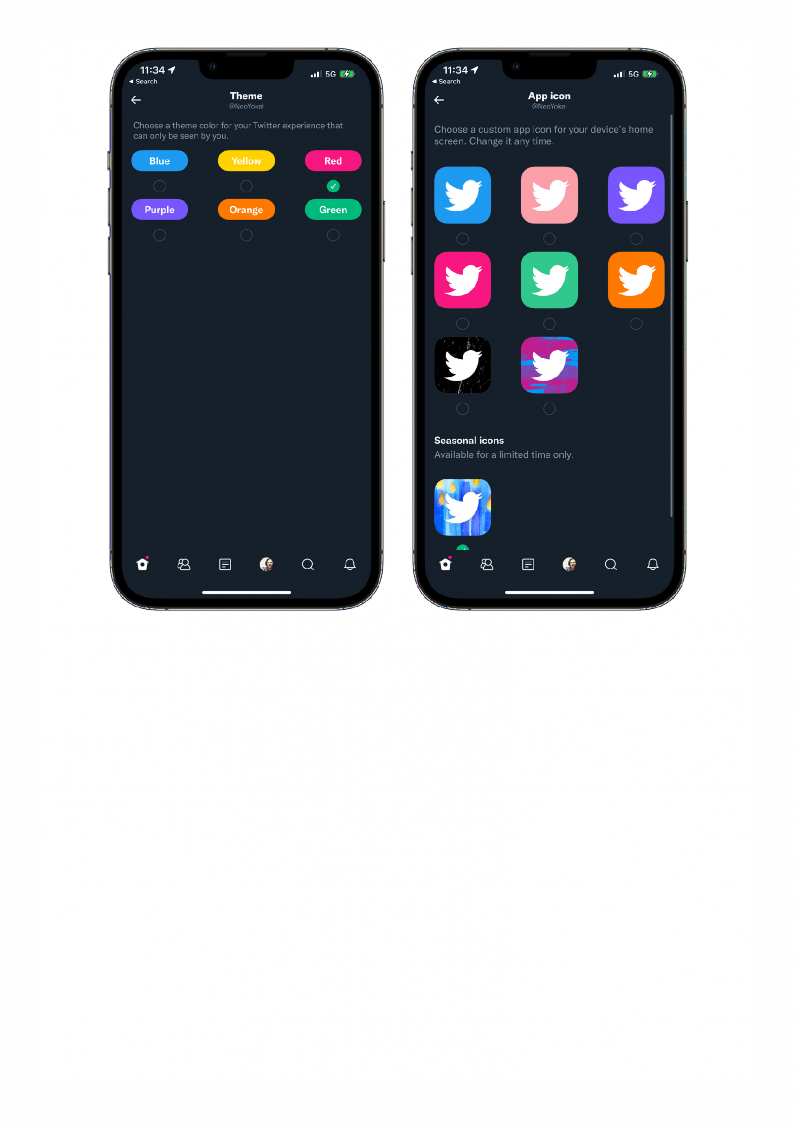 11:34
5G
Search
Theme
@NeoYokel
Choose a theme color for your Twitter experience that
can only be seen by you.
Blue
Yellow
Red
Purple
Orange
Green
11:34
5G
Search
App icon
@NeoYokel
Choose a custom app icon for your device's home
screen. Change it any time.
Seasonal icons
Available for a limited time only.